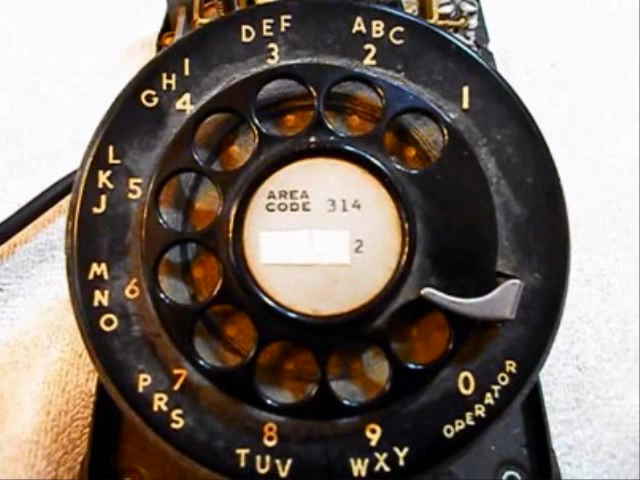 1
ABC
2
DEF
3
GHI
4
JKL
5
MNO
6
PRS
7
TUV
8
WXY
9
0
OPERATOR
AREA
CODE 314
2